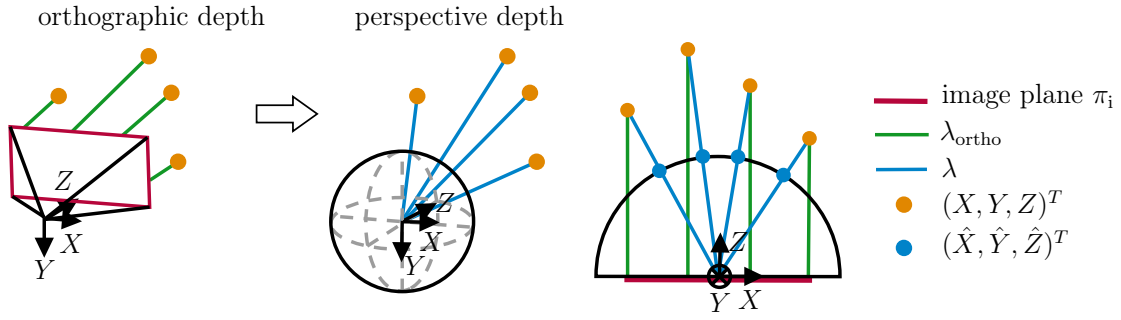 orthographic depth
perspective depth
Z
X
Y
Z
X
Y
Z
Y X
image plane π_i
λ_ortho
λ
(X, Y, Z)^T
(X̂, Ŷ, Ẑ)^T